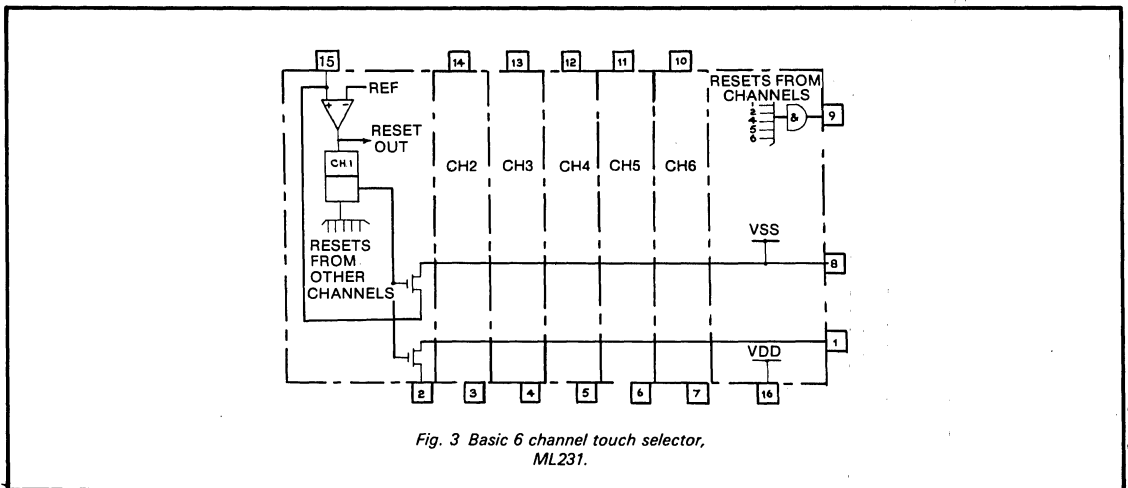 15
14
13
12
11
10
REF
RESETS FROM
CHANNELS
1
2
4
5
6
&
9
RESET
OUT
CH.1
CH2
CH3
CH4
CH5
CH6
RESETS
FROM
OTHER
CHANNELS
VSS
8
1
VDD
2
3
4
5
6
7
16
Fig. 3 Basic 6 channel touch selector,
ML231.